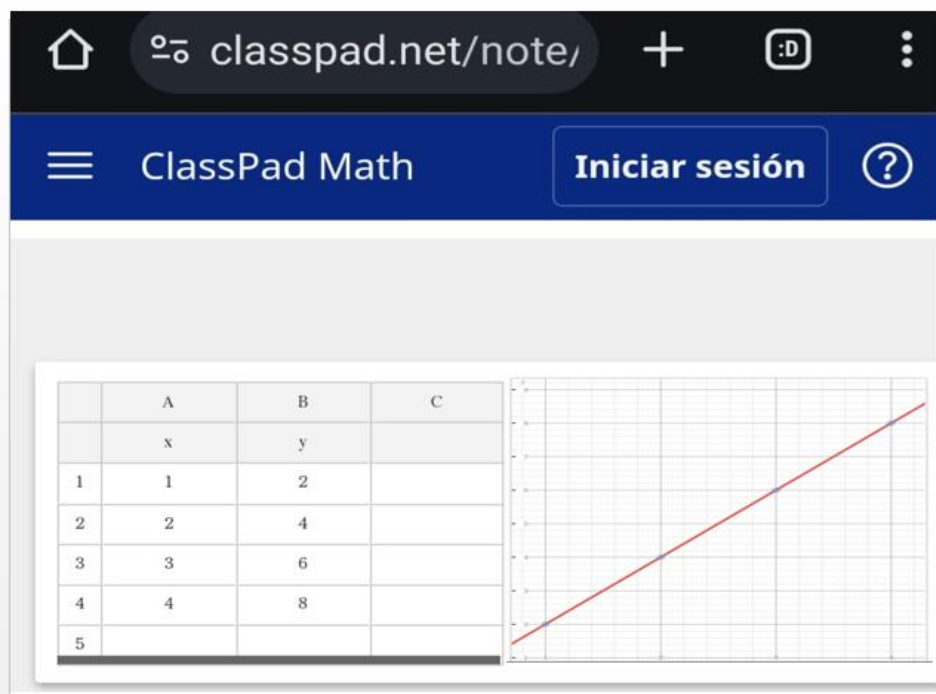 classpad.net/note/
:D
ClassPad Math
Iniciar sesión
?
A B C
x y
1 1 2
2 2 4
3 3 6
4 4 8
5